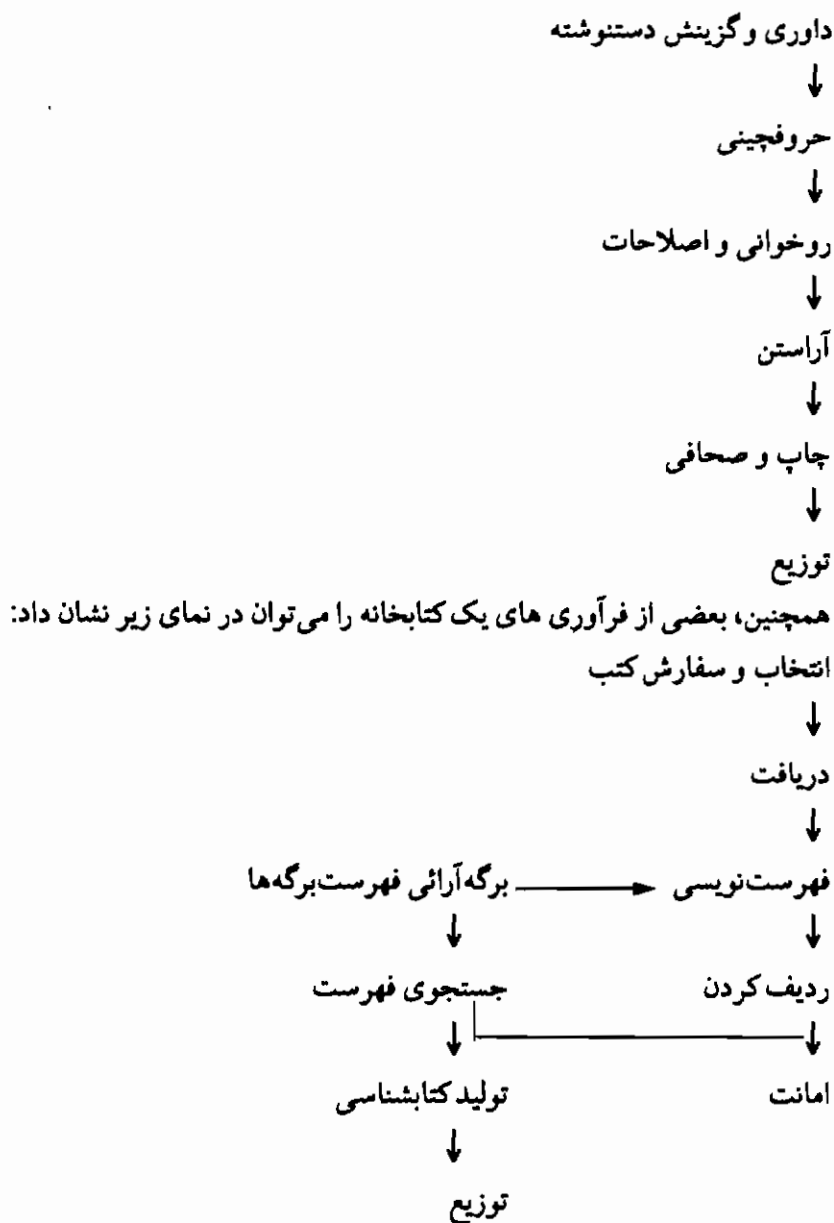 داوری و گزینش دستنوشته
↓
حروفچینی
↓
روخوانی و اصلاحات
↓
آراستن
↓
چاپ و صحافی
↓
توزیع
همچنین، بعضی از فرآوری های یک کتابخانه را می‌توان در نمای زیر نشان داد:
انتخاب و سفارش کتب
↓
دریافت
↓
فهرست‌نویسی → برگه‌آرائی فهرست‌برگه‌ها
↓ ↓
ردیف کردن جستجوی فهرست
↓ ↓
امانت تولید کتابشناسی
↓
توزیع